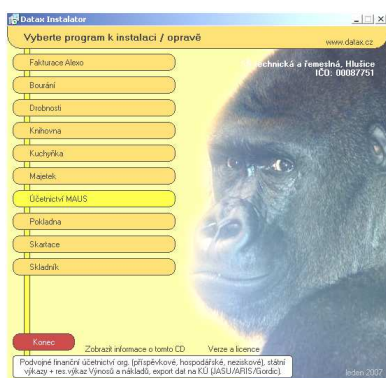 Datax Instalator
Vyberte program k instalaci / opravě
www.datax.cz
Fakturace Alexo
technická a řemeslná, Hlušice
IČO: 00087751
Bourání
Drobnosti
Knihovna
Kuchyňka
Majetek
Účetnictví MAUS
Pokladna
Skartace
Skladník
Konec
Zobrazit informace o tomto CD
Verze a licence
Podvojné finanční účetnictví org. (příspěvkové, hospodářské, neziskové), státní
výkazy + res.výkaz Výnosů a nákladů, export dat na KÚ (JASU/ARIS/Gordic).
leden 2007